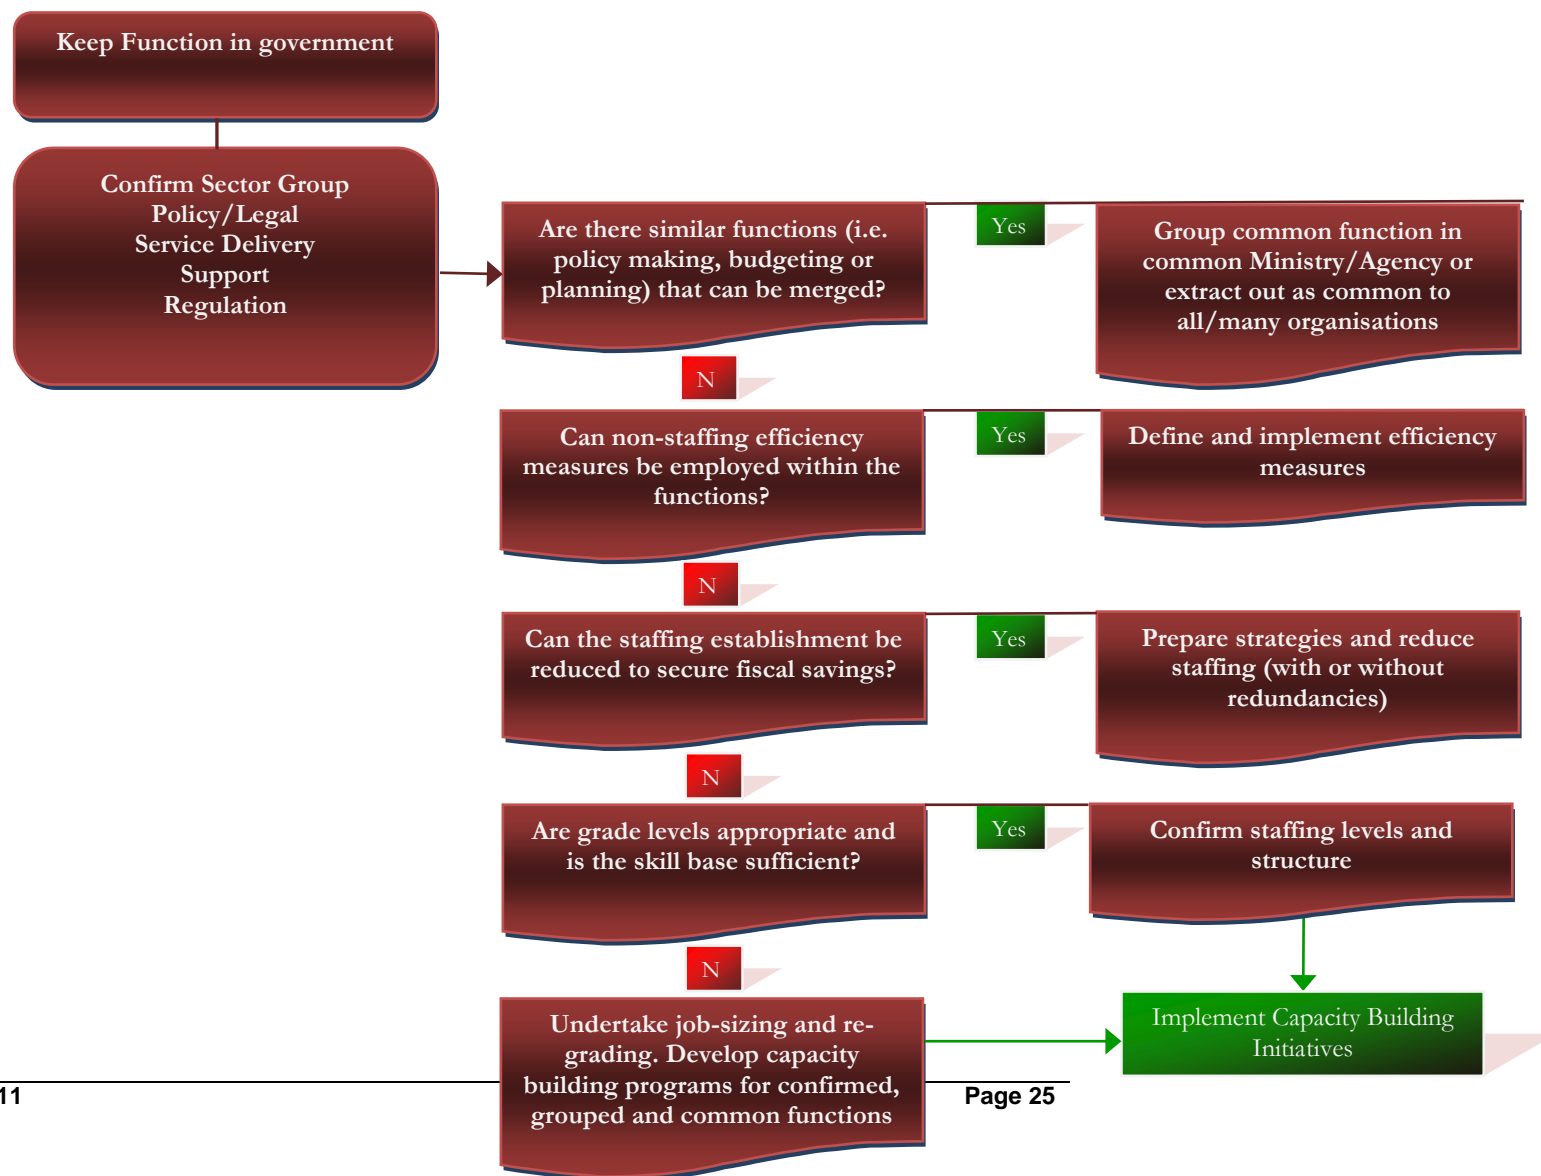 Keep Function in government
Confirm Sector Group
Policy/Legal
Service Delivery
Support
Regulation
Are there similar functions (i.e.
policy making, budgeting or
planning) that can be merged?
Yes
Group common function in
common Ministry/Agency or
extract out as common to
all/many organisations
N
Can non-staffing efficiency
measures be employed within the
functions?
Yes
Define and implement efficiency
measures
N
Can the staffing establishment be
reduced to secure fiscal savings?
Yes
Prepare strategies and reduce
staffing (with or without
redundancies)
N
Are grade levels appropriate and
is the skill base sufficient?
Yes
Confirm staffing levels and
structure
N
Undertake job-sizing and re-
grading. Develop capacity
building programs for confirmed,
grouped and common functions
Implement Capacity Building
Initiatives
11
Page 25